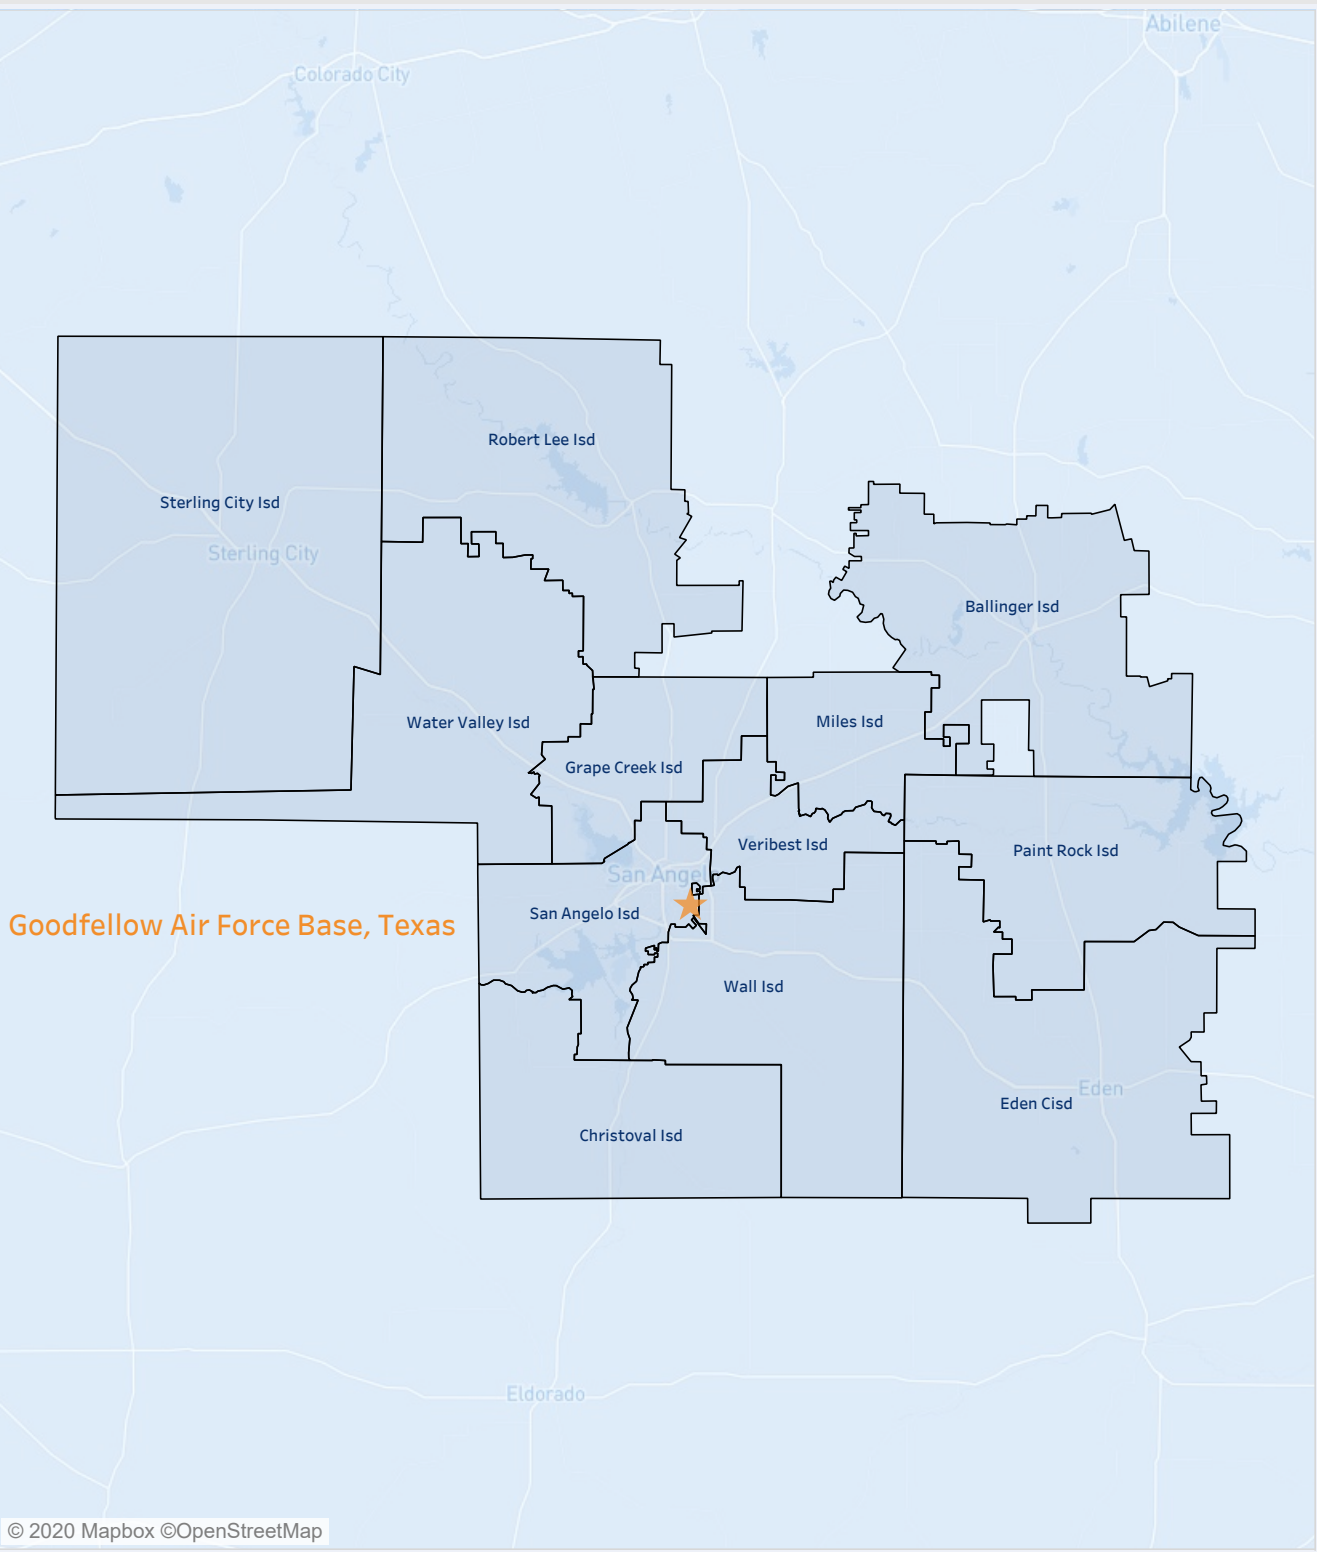 Abilene
Colorado City
Robert Lee Isd
Sterling City Isd
Sterling City
Ballinger Isd
Water Valley Isd
Miles Isd
Grape Creek Isd
Veribest Isd
Paint Rock Isd
San Angelo
San Angelo Isd
Goodfellow Air Force Base, Texas
Wall Isd
Eden
Eden Cisd
Christoval Isd
Eldorado
© 2020 Mapbox ©OpenStreetMap